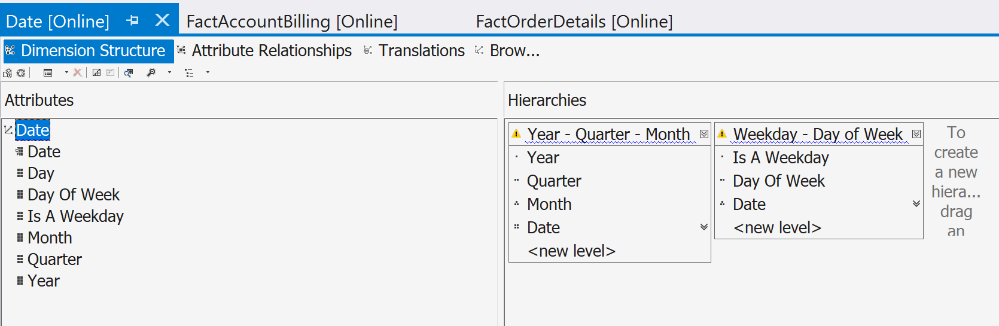 Date [Online]
FactAccountBilling [Online]
FactOrderDetails [Online]
Dimension Structure
Attribute Relationships
Translations
Brow...
Attributes
Date
Date
Day
Day Of Week
Is A Weekday
Month
Quarter
Year
Hierarchies
Year - Quarter - Month
Year
Quarter
Month
Date
<new level>
Weekday - Day of Week
Is A Weekday
Day Of Week
Date
<new level>
To
create
a new
hiera...
drag
an